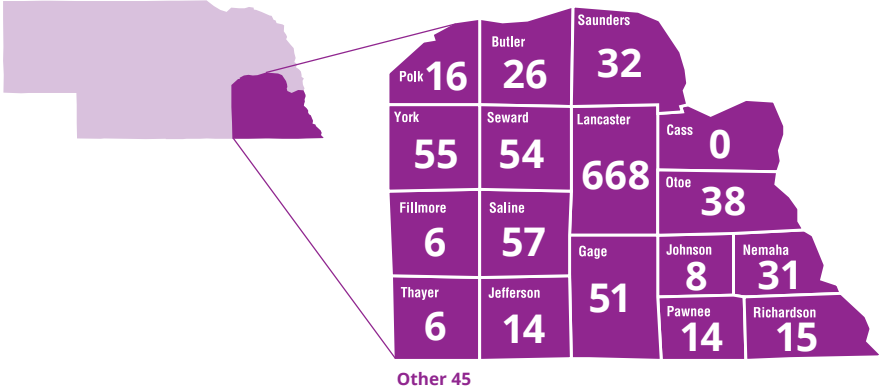 Saunders
32
Butler
26
Polk 16
York
55
Seward
54
Lancaster
668
Cass 0
Otoe 38
Fillmore
6
Saline
57
Gage
51
Johnson
8
Nemaha
31
Thayer
6
Jefferson
14
Pawnee
14
Richardson
15
Other 45